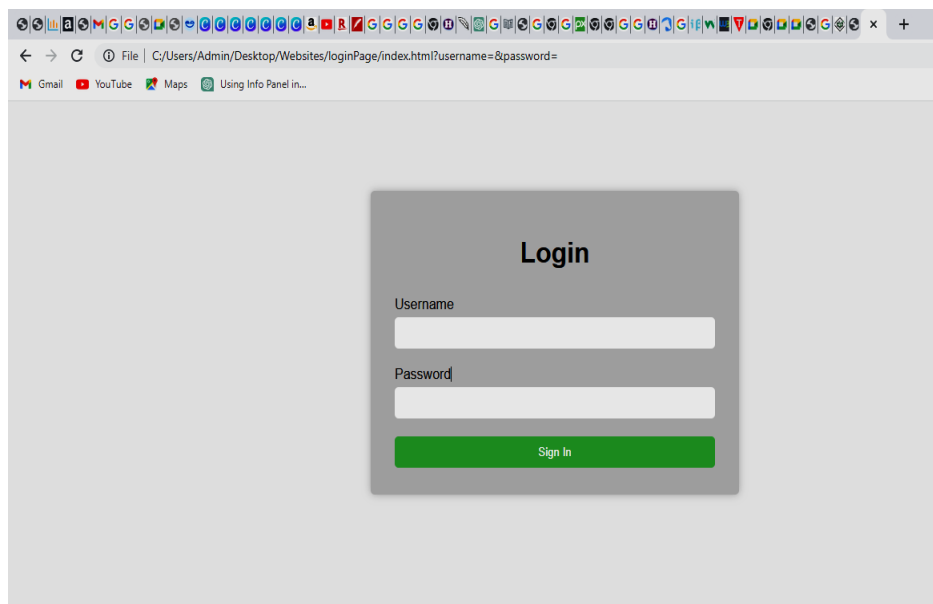 File C:/Users/Admin/Desktop/Websites/loginPage/index.html?username=&password=
Gmail YouTube Maps Using Info Panel in...
Login
Username
Password
Sign In